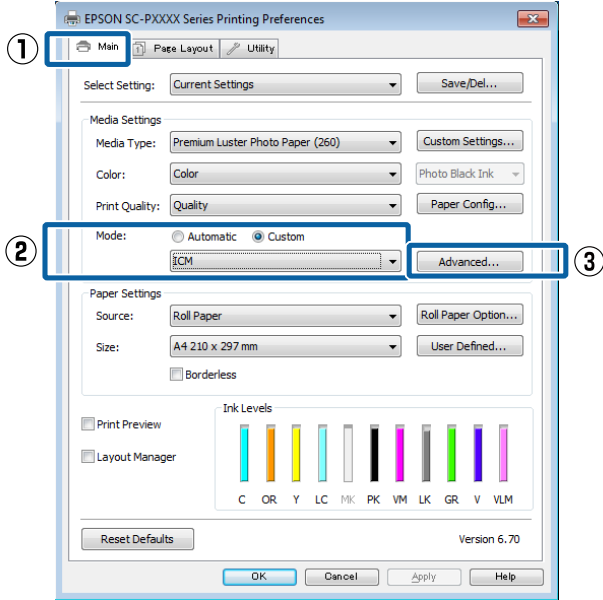 EPSON SC-PXXXX Series Printing Preferences
① Main Page Layout Utility
Select Setting: Current Settings Save/Del...
Media Settings
Media Type: Premium Luster Photo Paper (260) Custom Settings...
Color: Color Photo Black Ink
Print Quality: Quality Paper Config...
② Mode: Automatic Custom
ICM Advanced... ③
Paper Settings
Source: Roll Paper Roll Paper Option...
Size: A4 210 x 297 mm User Defined...
Borderless
Ink Levels
Print Preview
Layout Manager
C OR Y LC MK PK VM LK GR V VLM
Reset Defaults Version 6.70
OK Cancel Apply Help